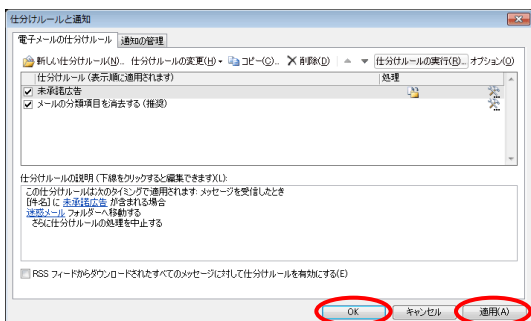 仕分けルールと通知
電子メールの仕分けルール 通知の管理
新しい仕分けルール(N)... 仕分けルールの変更(H) コピー(C)... 削除(D) 仕分けルールの実行(R)... オプション(O)
仕分けルール (表示順に適用されます) 処理
未承諾広告
メールの分類項目を消去する (推奨)
仕分けルールの説明 (下線をクリックすると編集できます)(L):
この仕分けルールは次のタイミングで適用されます: メッセージを受信したとき
[件名] に 未承諾広告 が含まれる場合
迷惑メール フォルダーへ移動する
さらに仕分けルールの処理を中止する
RSS フィードからダウンロードされたすべてのメッセージに対して仕分けルールを有効にする(E)
OK キャンセル 適用(A)